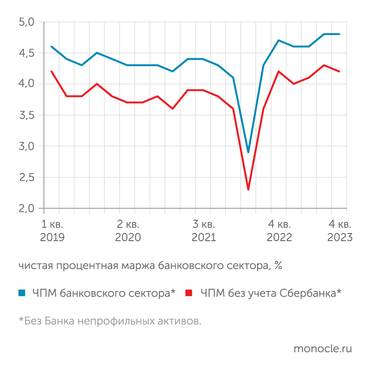 5,0
4,5
4,0
3,5
3,0
2,5
2,0
1 кв. 2 кв. 3 кв. 4 кв. 4 кв.
2019 2020 2021 2022 2023
чистая процентная маржа банковского сектора, %
ЧПМ банковского сектора* ЧПМ без учета Сбербанка*
*Без Банка непрофильных активов.
monocle.ru